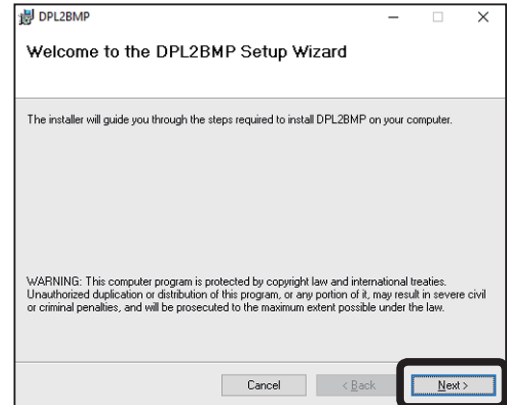 DPL2BMP
Welcome to the DPL2BMP Setup Wizard
The installer will guide you through the steps required to install DPL2BMP on your computer.
WARNING: This computer program is protected by copyright law and international treaties.
Unauthorized duplication or distribution of this program, or any portion of it, may result in severe civil
or criminal penalties, and will be prosecuted to the maximum extent possible under the law.
Cancel
< Back
Next >